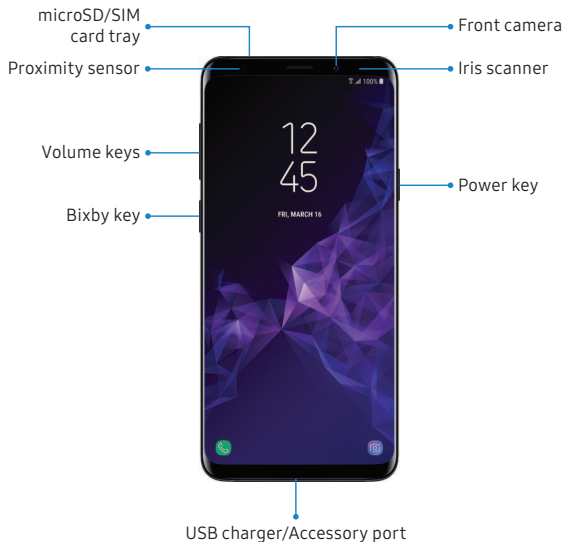 microSD/SIM
card tray
Front camera
Proximity sensor
Iris scanner
100%
12
45
Volume keys
Power key
FRI, MARCH 16
Bixby key
USB charger/Accessory port